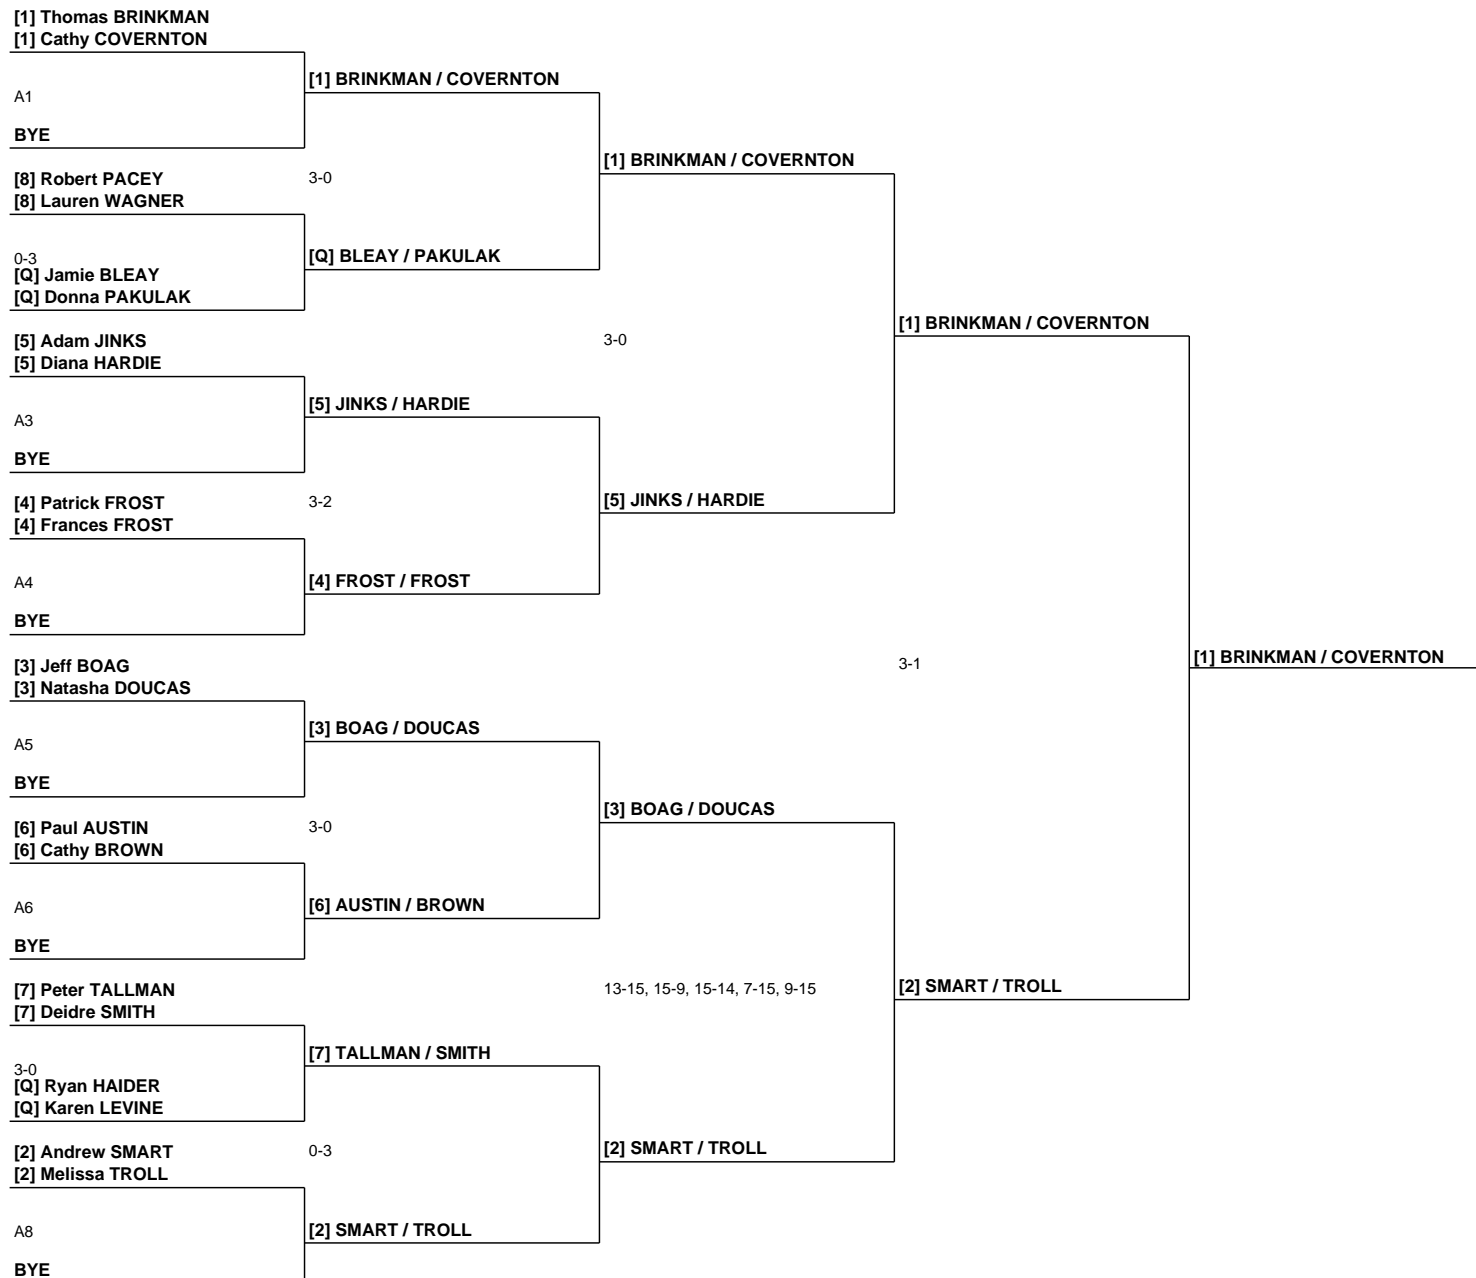 [1] Thomas BRINKMAN
[1] Cathy COVERNTON
[1] BRINKMAN / COVERNTON
A1
BYE
[1] BRINKMAN / COVERNTON
[8] Robert PACEY
3-0
[8] Lauren WAGNER
0-3
[Q] BLEAY / PAKULAK
[Q] Jamie BLEAY
[Q] Donna PAKULAK
[1] BRINKMAN / COVERNTON
[5] Adam JINKS
3-0
[5] Diana HARDIE
[5] JINKS / HARDIE
A3
BYE
[4] Patrick FROST
3-2
[5] JINKS / HARDIE
[4] Frances FROST
A4
[4] FROST / FROST
BYE
[3] Jeff BOAG
3-1
[1] BRINKMAN / COVERNTON
[3] Natasha DOUCAS
[3] BOAG / DOUCAS
A5
BYE
[3] BOAG / DOUCAS
[6] Paul AUSTIN
3-0
[6] Cathy BROWN
A6
[6] AUSTIN / BROWN
BYE
[7] Peter TALLMAN
13-15, 15-9, 15-14, 7-15, 9-15
[2] SMART / TROLL
[7] Deidre SMITH
[7] TALLMAN / SMITH
3-0
[Q] Ryan HAIDER
[Q] Karen LEVINE
[2] Andrew SMART
0-3
[2] SMART / TROLL
[2] Melissa TROLL
A8
[2] SMART / TROLL
BYE